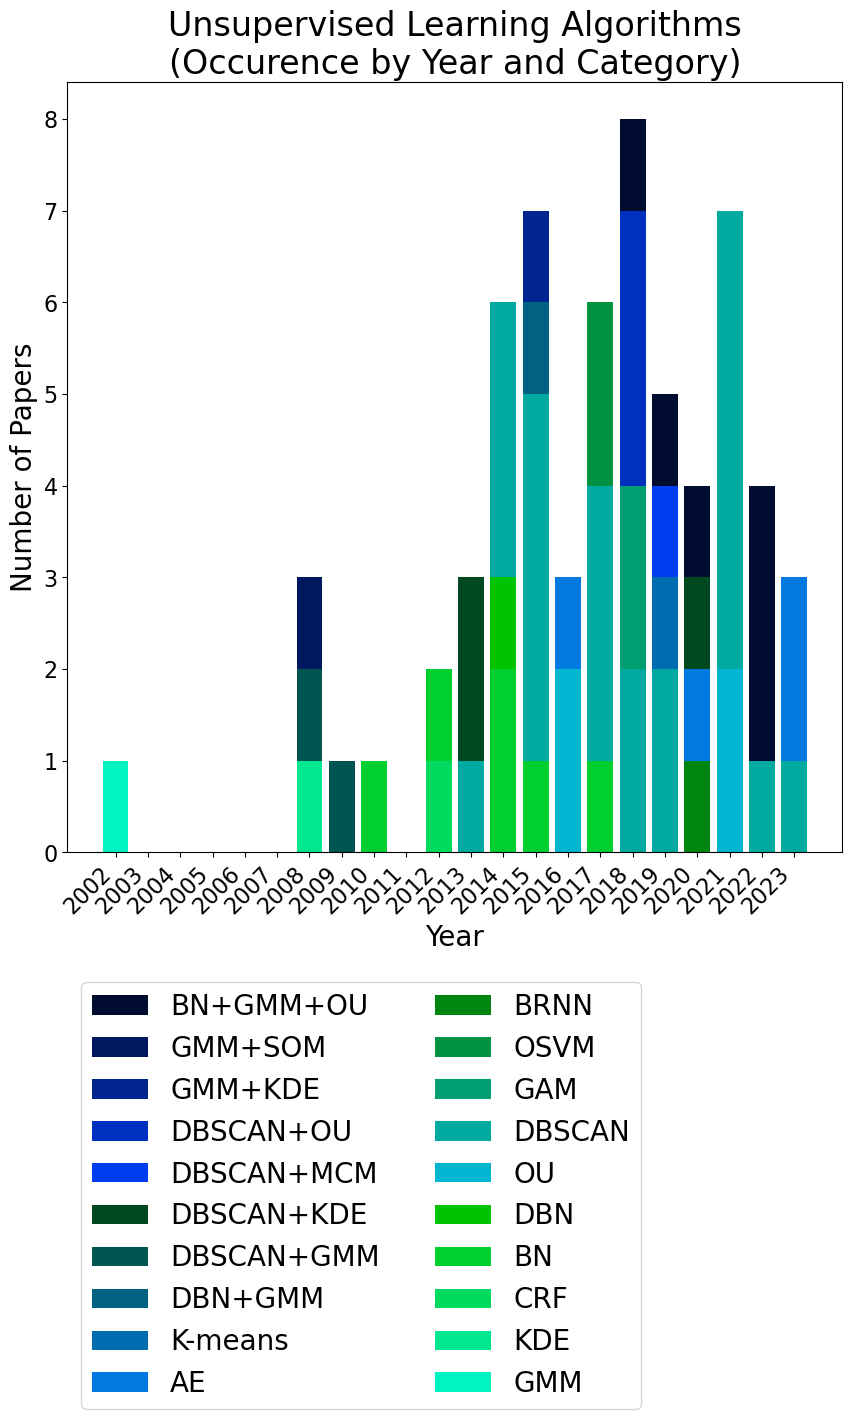 Unsupervised Learning Algorithms
(Occurence by Year and Category)
8
7
6
5
4
3
2
1
0
Number of Papers
2002
2003
2004
2005
2006
2007
2008
2009
2010
2011
2012
2013
2014
2015
2016
2017
2018
2019
2020
2021
2022
2023
Year
BN+GMM+OU
GMM+SOM
GMM+KDE
DBSCAN+OU
DBSCAN+MCM
DBSCAN+KDE
DBSCAN+GMM
DBN+GMM
K-means
AE
BRNN
OSVM
GAM
DBSCAN
OU
DBN
BN
CRF
KDE
GMM